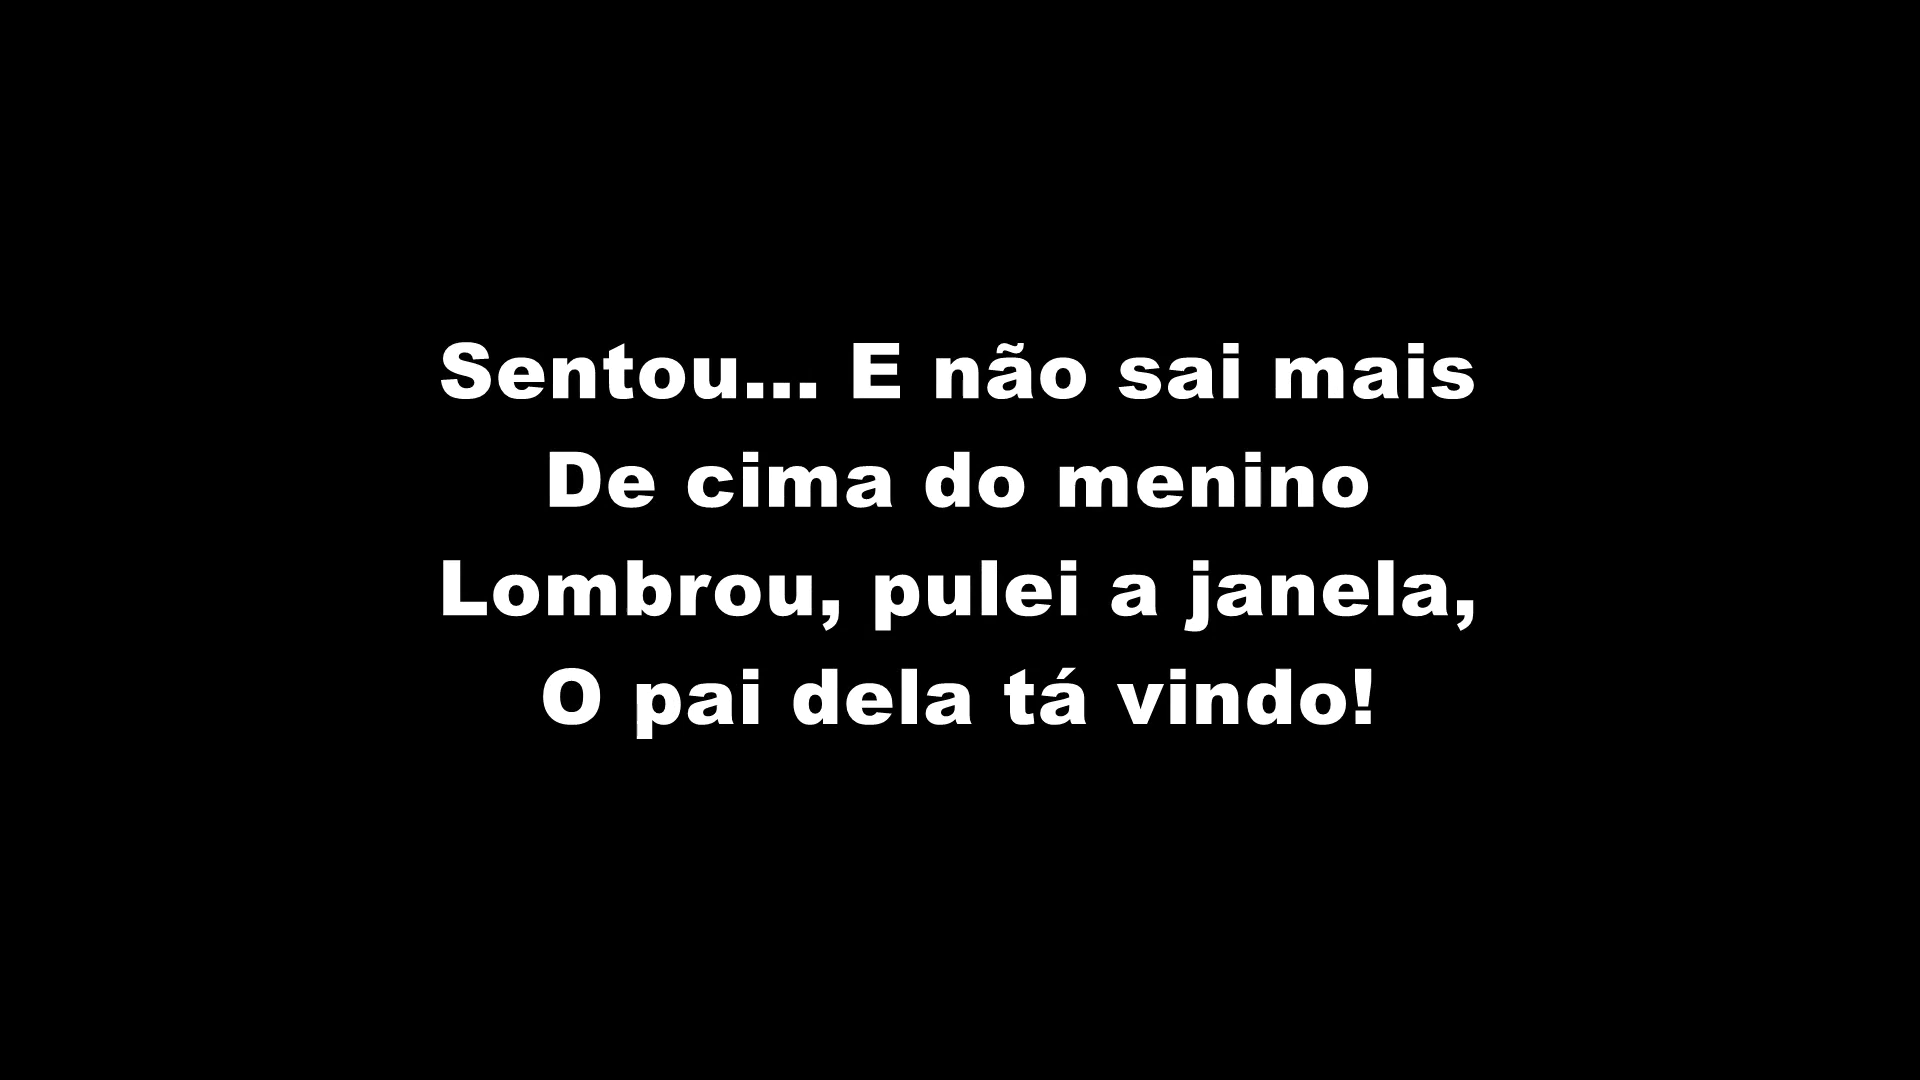 Sentou... E não sai mais
De cima do menino
Lombrou, pulei a janela,
O pai dela tá vindo!